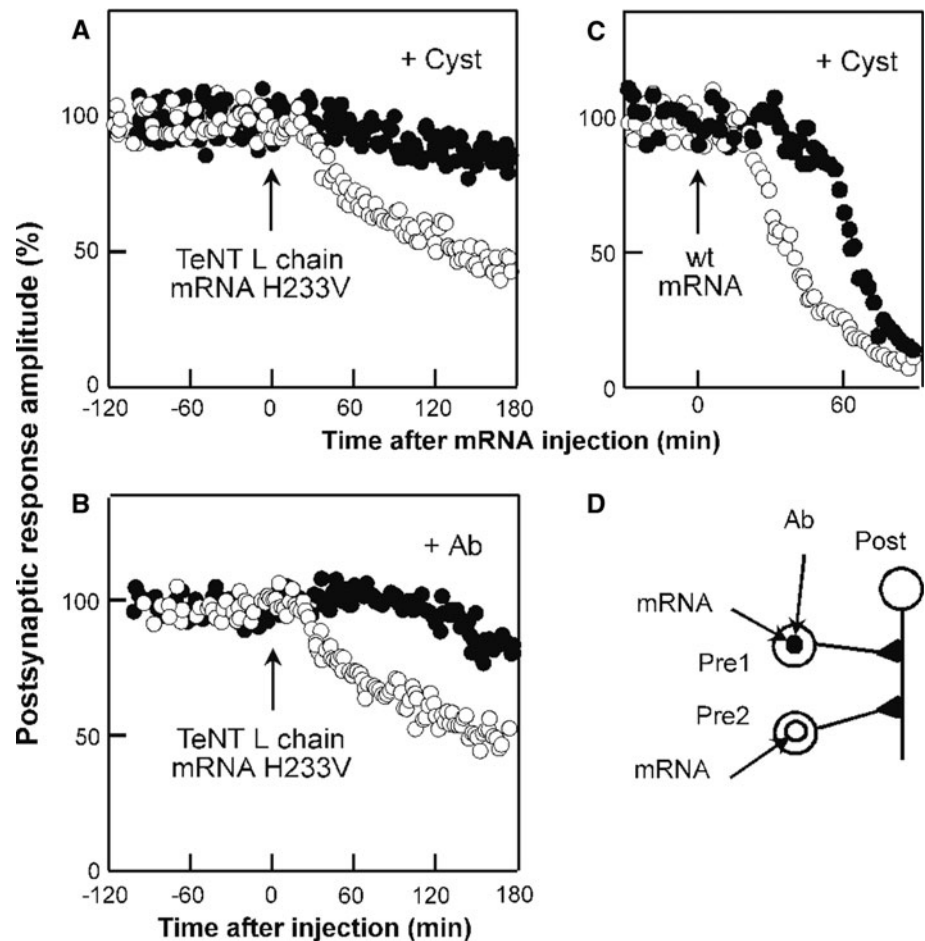 A
+ Cyst
100
50
0
TeNT L chain
mRNA H233V
-120 -60 0 60 120 180
C
+ Cyst
100
50
0
wt
mRNA
0 60
Time after mRNA injection (min)
Postsynaptic response amplitude (%)
B
+ Ab
100
50
0
TeNT L chain
mRNA H233V
-120 -60 0 60 120 180
Time after injection (min)
D
Ab
Post
mRNA
Pre1
Pre2
mRNA